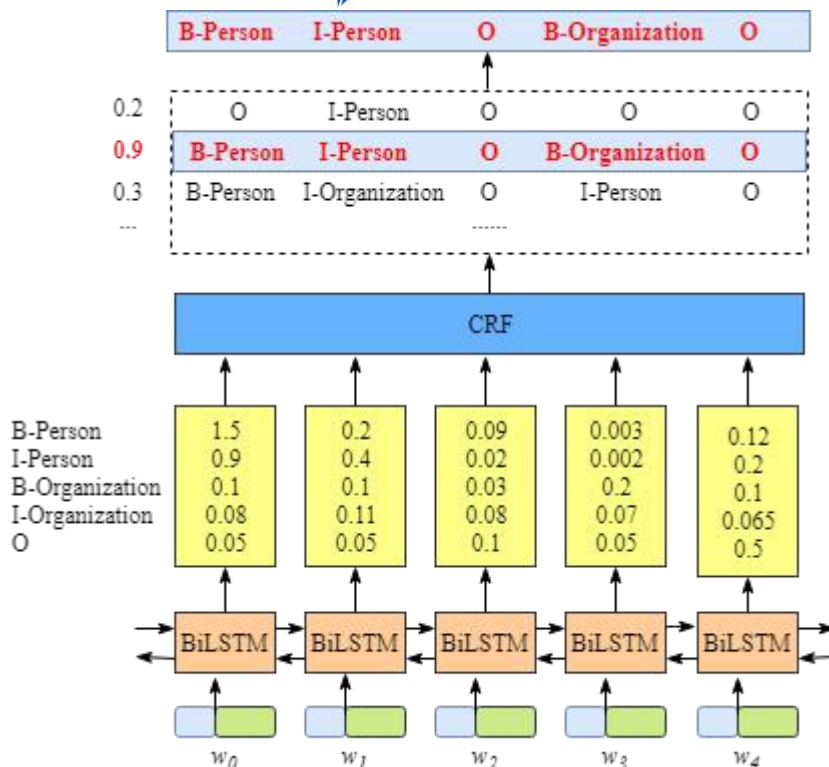 B-Person I-Person O B-Organization O
0.2 O I-Person O O O
0.9 B-Person I-Person O B-Organization O
0.3 B-Person I-Organization O I-Person O
... ......
CRF
B-Person 1.5 0.2 0.09 0.003 0.12
I-Person 0.9 0.4 0.02 0.002 0.2
B-Organization 0.1 0.1 0.03 0.2 0.1
I-Organization 0.08 0.11 0.08 0.07 0.065
O 0.05 0.05 0.1 0.05 0.5
BiLSTM BiLSTM BiLSTM BiLSTM BiLSTM
w0 w1 w2 w3 w4